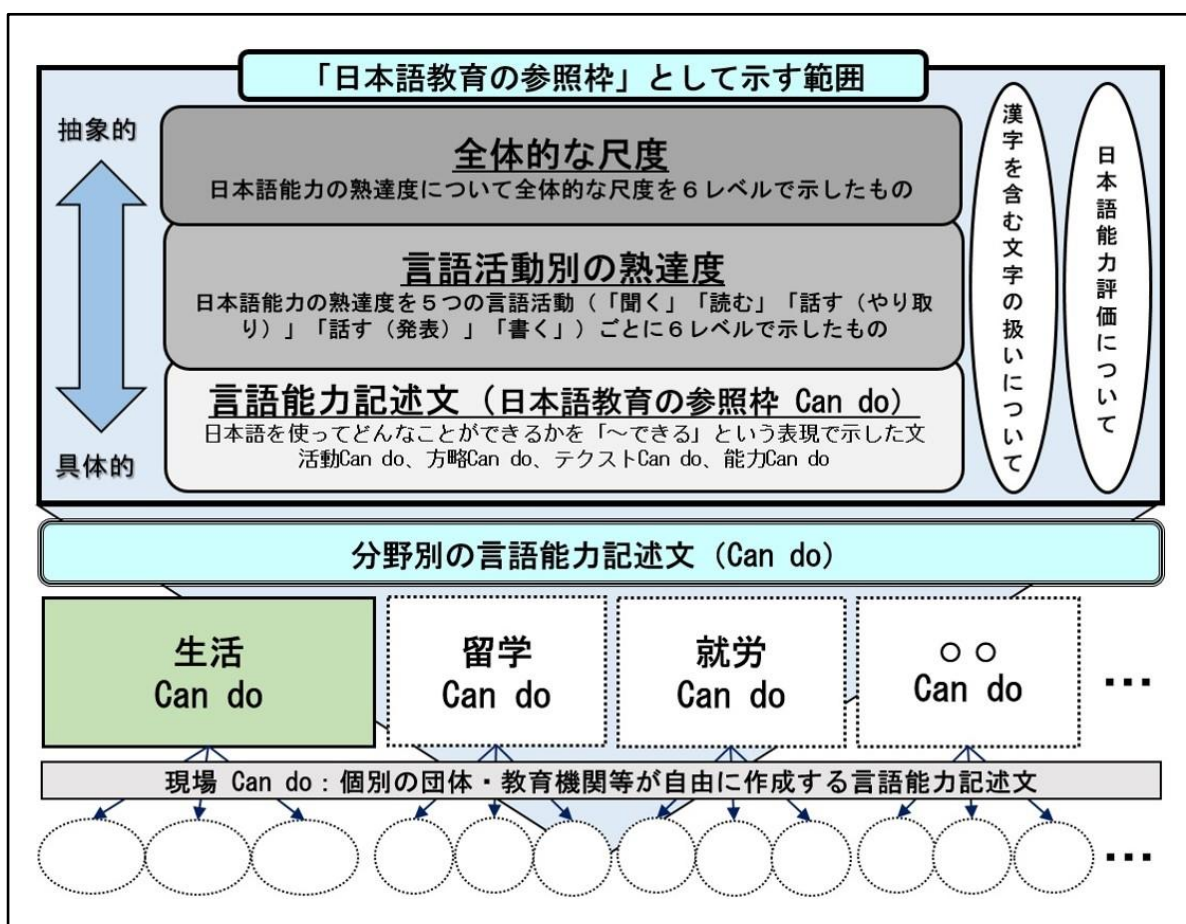 「日本語教育の参照枠」として示す範囲
抽象的
具体的
全体的な尺度
日本語能力の熟達度について全体的な尺度を6レベルで示したもの
言語活動別の熟達度
日本語能力の熟達度を5つの言語活動(「聞く」「読む」「話す(やり取
り)」「話す(発表)」「書く」)ごとに6レベルで示したもの
言語能力記述文(日本語教育の参照枠 Can do)
日本語を使ってどんなことができるかを「～できる」という表現で示した文
活動Can do、方略Can do、テクストCan do、能力Can do
漢字を含む文字の扱いについて
日本語能力評価について
分野別の言語能力記述文(Can do)
生活
Can do
留学
Can do
就労
Can do
○○
Can do
...
現場 Can do:個別の団体・教育機関等が自由に作成する言語能力記述文
...